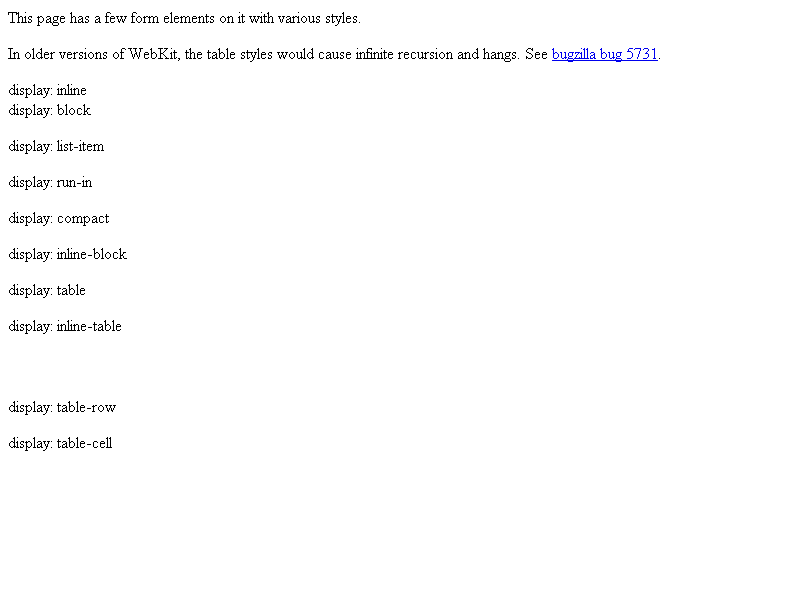 This page has a few form elements on it with various styles.
In older versions of WebKit, the table styles would cause infinite recursion and hangs. See bugzilla bug 5731.
display: inline
display: block
display: list-item
display: run-in
display: compact
display: inline-block
display: table
display: inline-table
display: table-row
display: table-cell